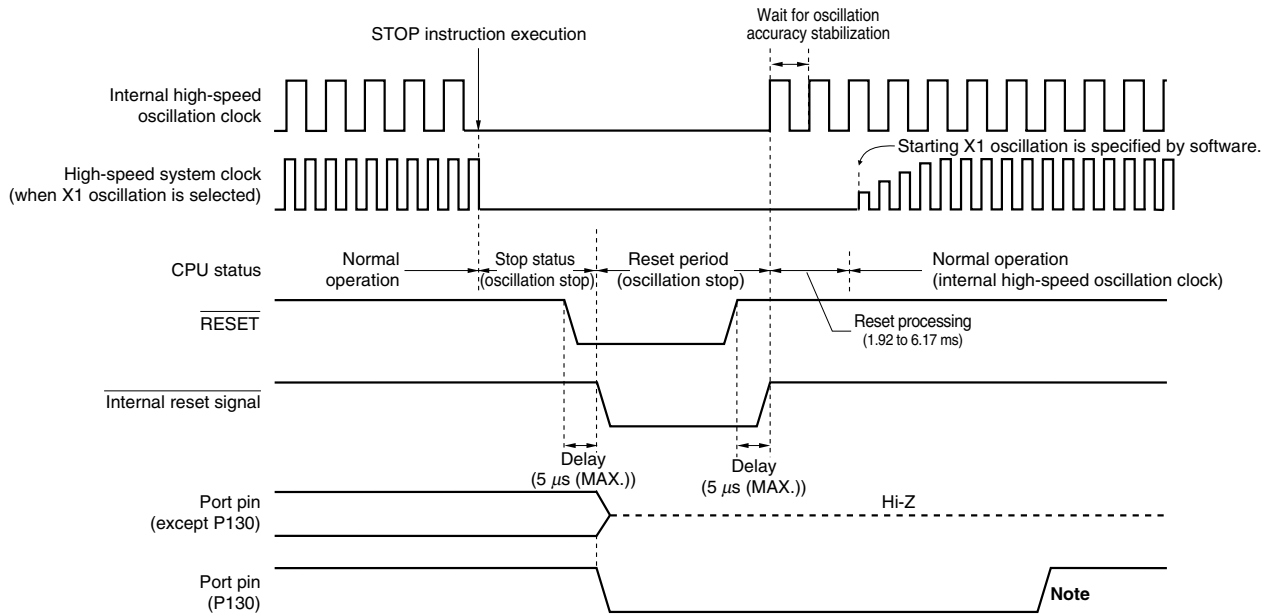 Wait for oscillation
accuracy stabilization
STOP instruction execution
Internal high-speed
oscillation clock
Starting X1 oscillation is specified by software.
High-speed system clock
(when X1 oscillation is selected)
CPU status
Normal
operation
Stop status
(oscillation stop)
Reset period
(oscillation stop)
Normal operation
(internal high-speed oscillation clock)
RESET
Reset processing
(1.92 to 6.17 ms)
Internal reset signal
Delay
(5 μs (MAX.))
Delay
(5 μs (MAX.))
Port pin
(except P130)
Hi-Z
Port pin
(P130)
Note